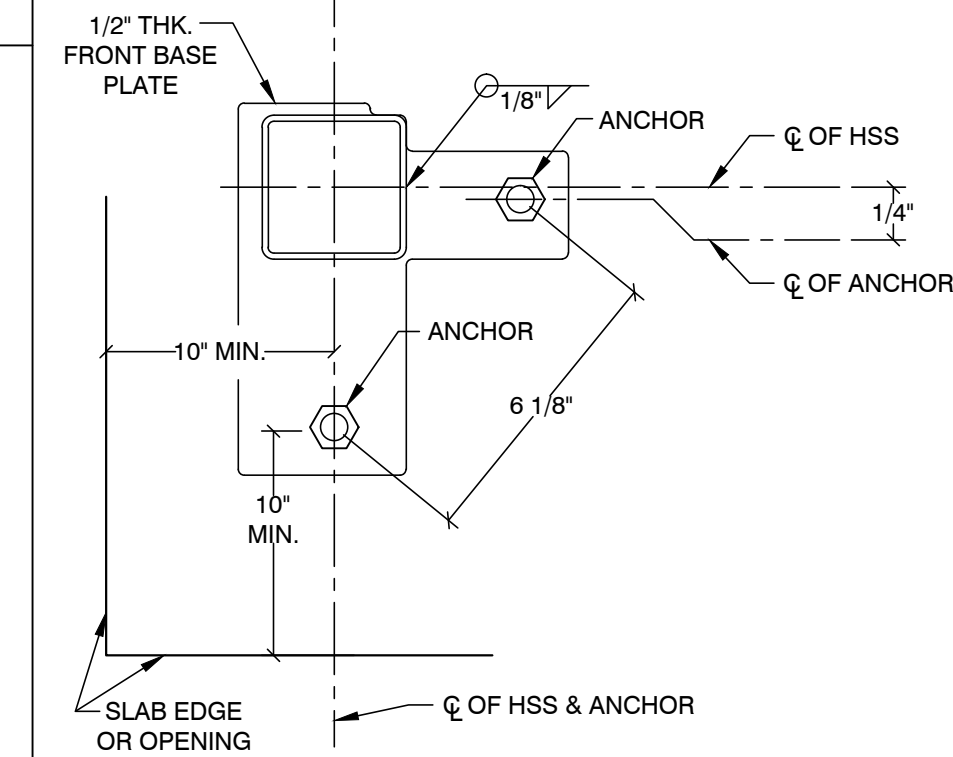 1/2" THK.
FRONT BASE
PLATE
1/8"
ANCHOR
℄ OF HSS
1/4"
℄ OF ANCHOR
ANCHOR
10" MIN.
6 1/8"
10"
MIN.
SLAB EDGE
OR OPENING
℄ OF HSS & ANCHOR